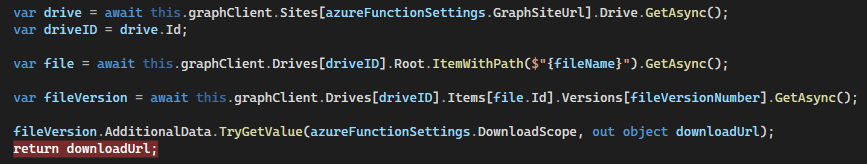 var drive = await this.graphClient.Sites[azureFunctionSettings.GraphSiteUrl].Drive.GetAsync();
var driveID = drive.Id;
var file = await this.graphClient.Drives[driveID].Root.ItemWithPath($"{fileName}").GetAsync();
var fileVersion = await this.graphClient.Drives[driveID].Items[file.Id].Versions[fileVersionNumber].GetAsync();
fileVersion.AdditionalData.TryGetValue(azureFunctionSettings.DownloadScope, out object downloadUrl);
return downloadUrl;